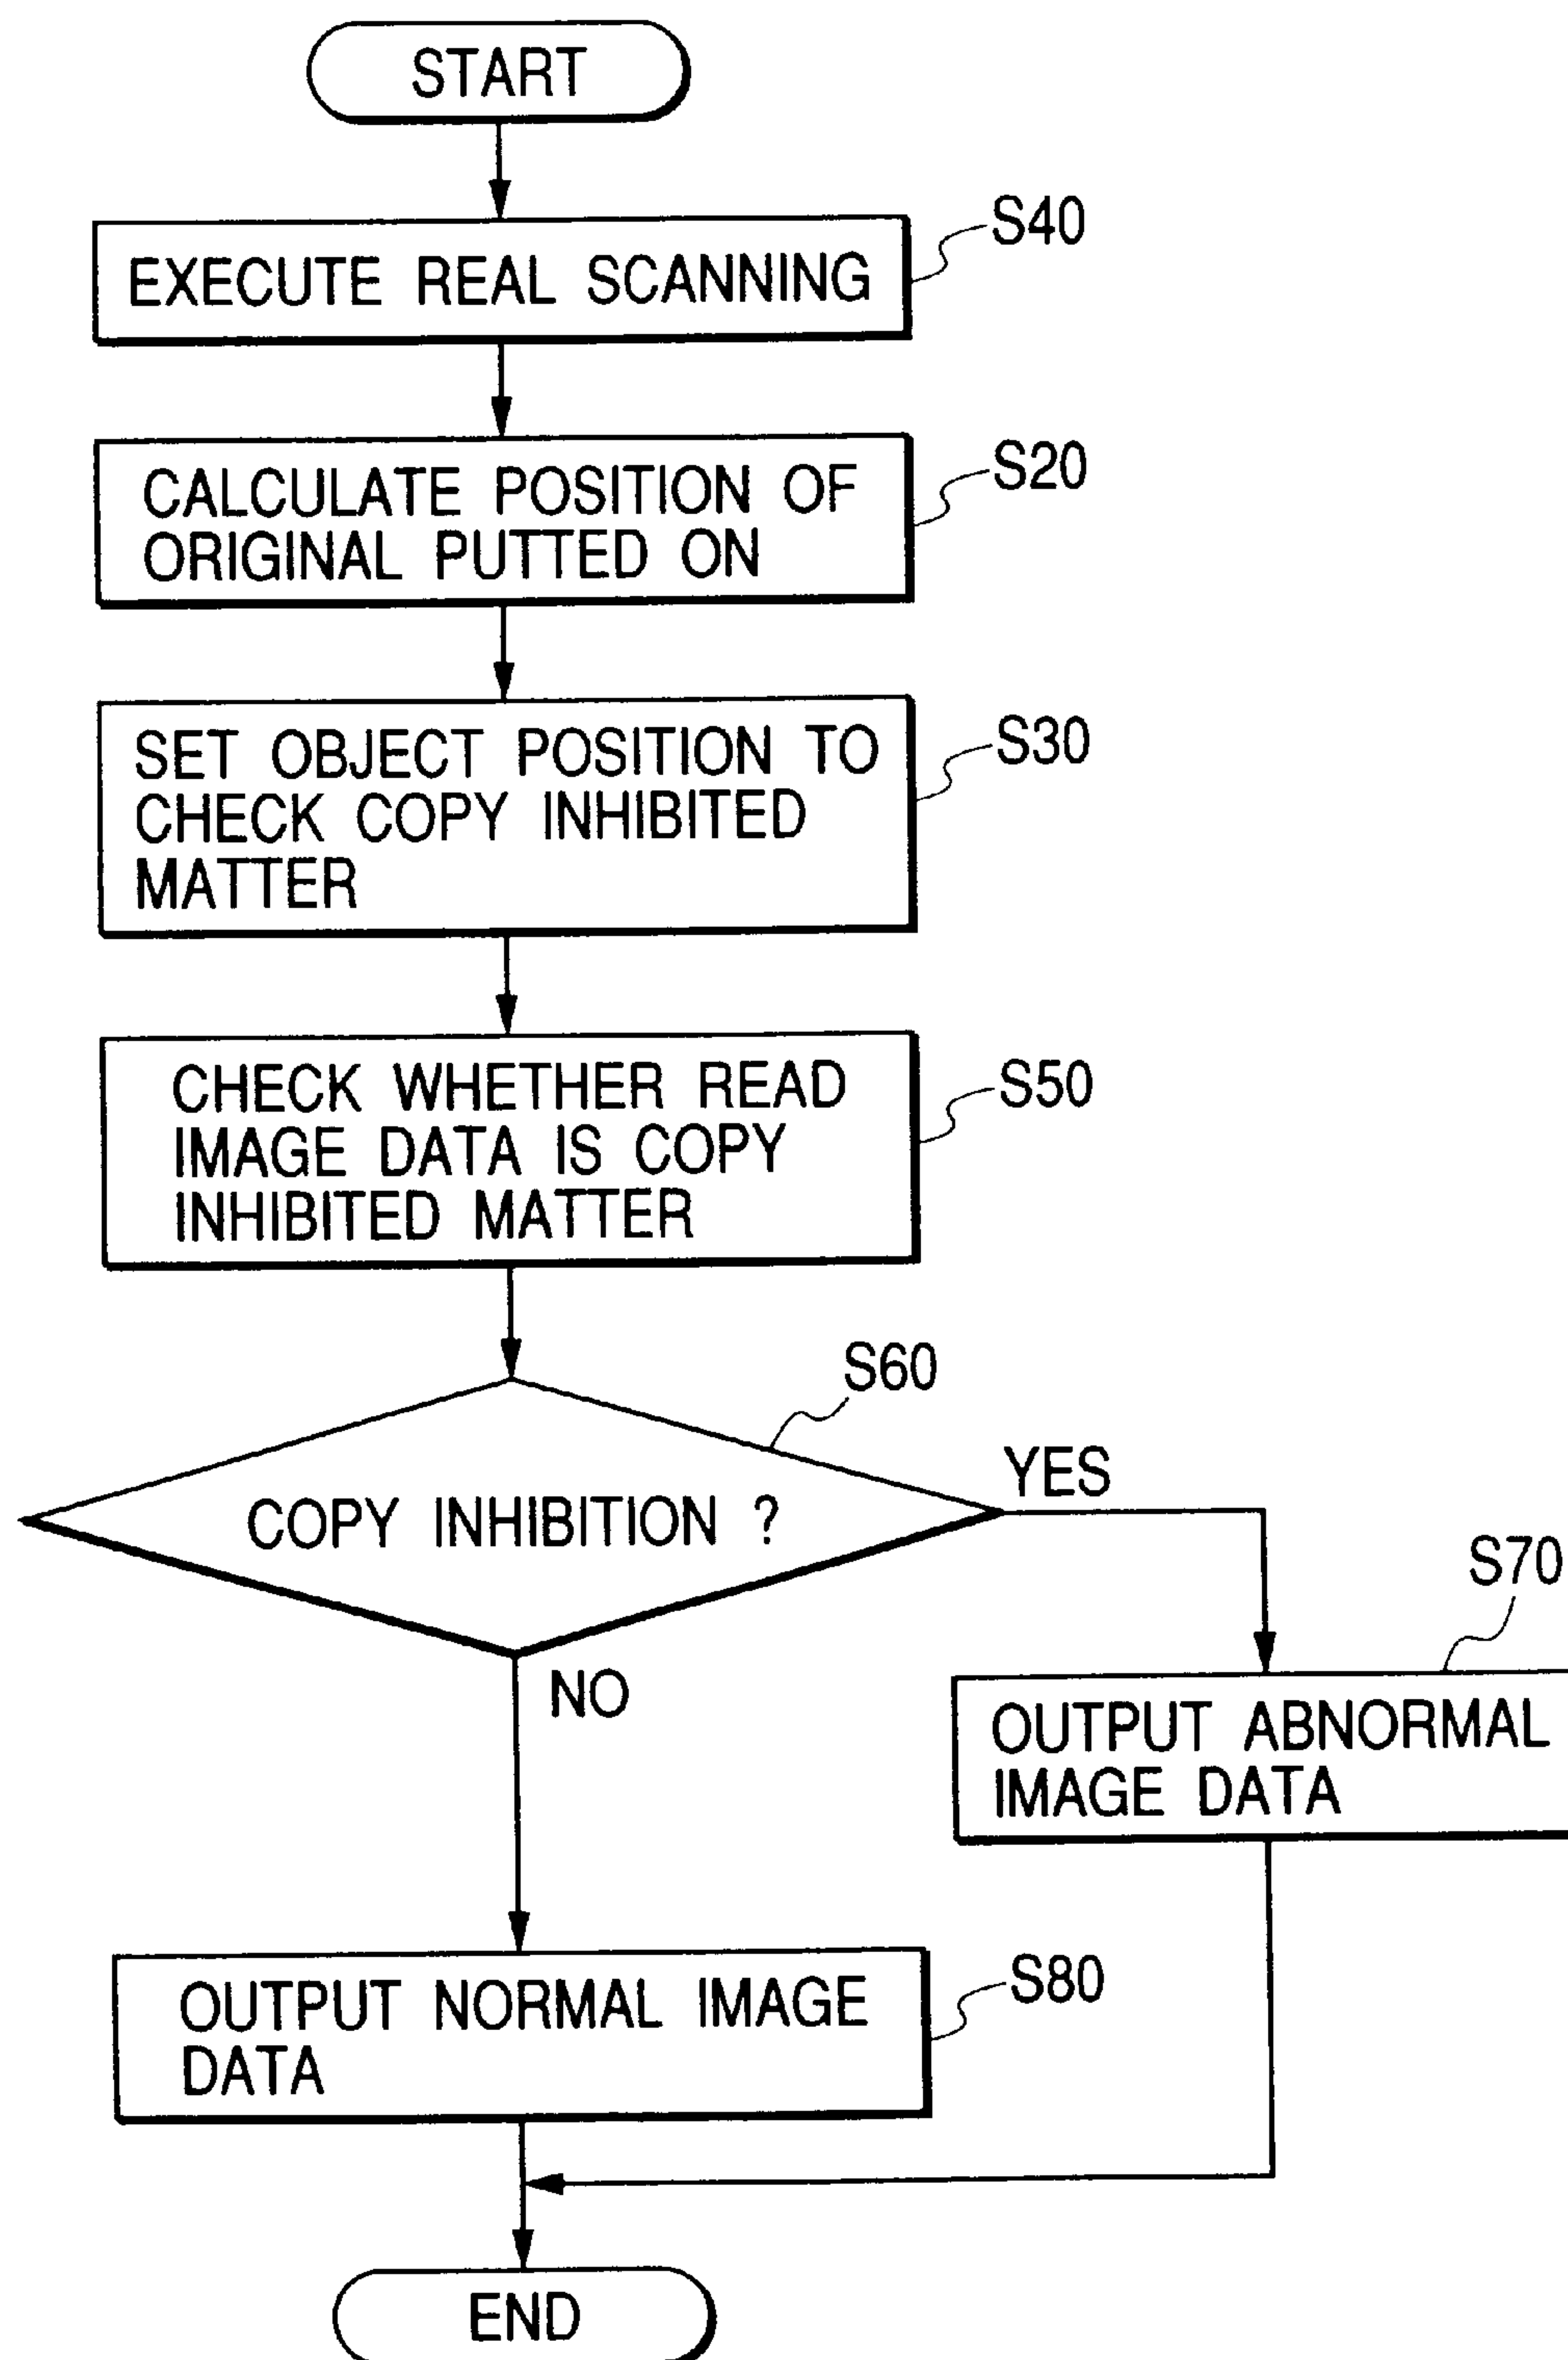 START
EXECUTE REAL SCANNING
S40
CALCULATE POSITION OF
ORIGINAL PUTTED ON
S20
SET OBJECT POSITION TO
CHECK COPY INHIBITED
MATTER
S30
CHECK WHETHER READ
IMAGE DATA IS COPY
INHIBITED MATTER
S50
S60
COPY INHIBITION ?
YES
NO
S70
OUTPUT ABNORMAL
IMAGE DATA
OUTPUT NORMAL IMAGE
DATA
S80
END